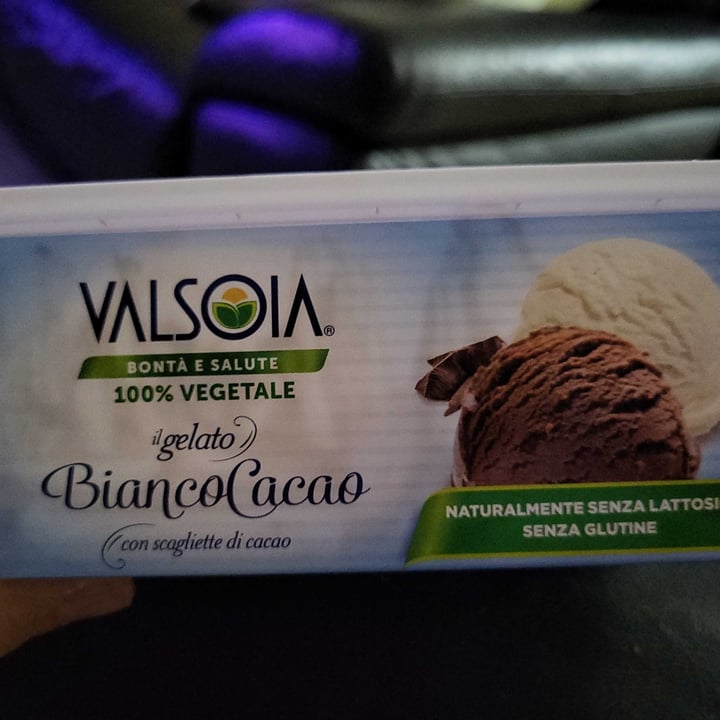 VALSOIA®
BONTÀ E SALUTE
100% VEGETALE
il gelato
BiancoCacao
con scagliette di cacao
NATURALMENTE SENZA LATTOSI
SENZA GLUTINE